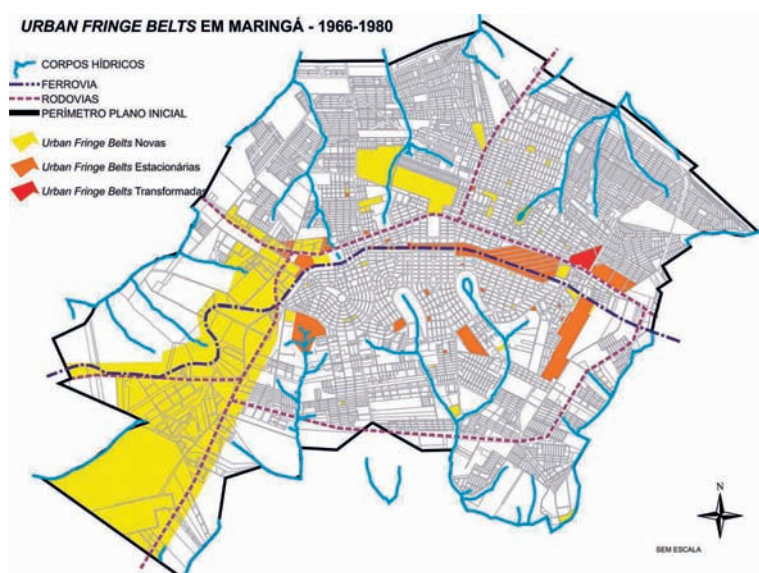 URBAN FRINGE BELTS EM MARINGÁ - 1966-1980
CORPOS HÍDRICOS
FERROVIA
RODOVIAS
PERÍMETRO PLANO INICIAL
Urban Fringe Belts Novas
Urban Fringe Belts Estacionárias
Urban Fringe Belts Transformadas
N
SEM ESCALA